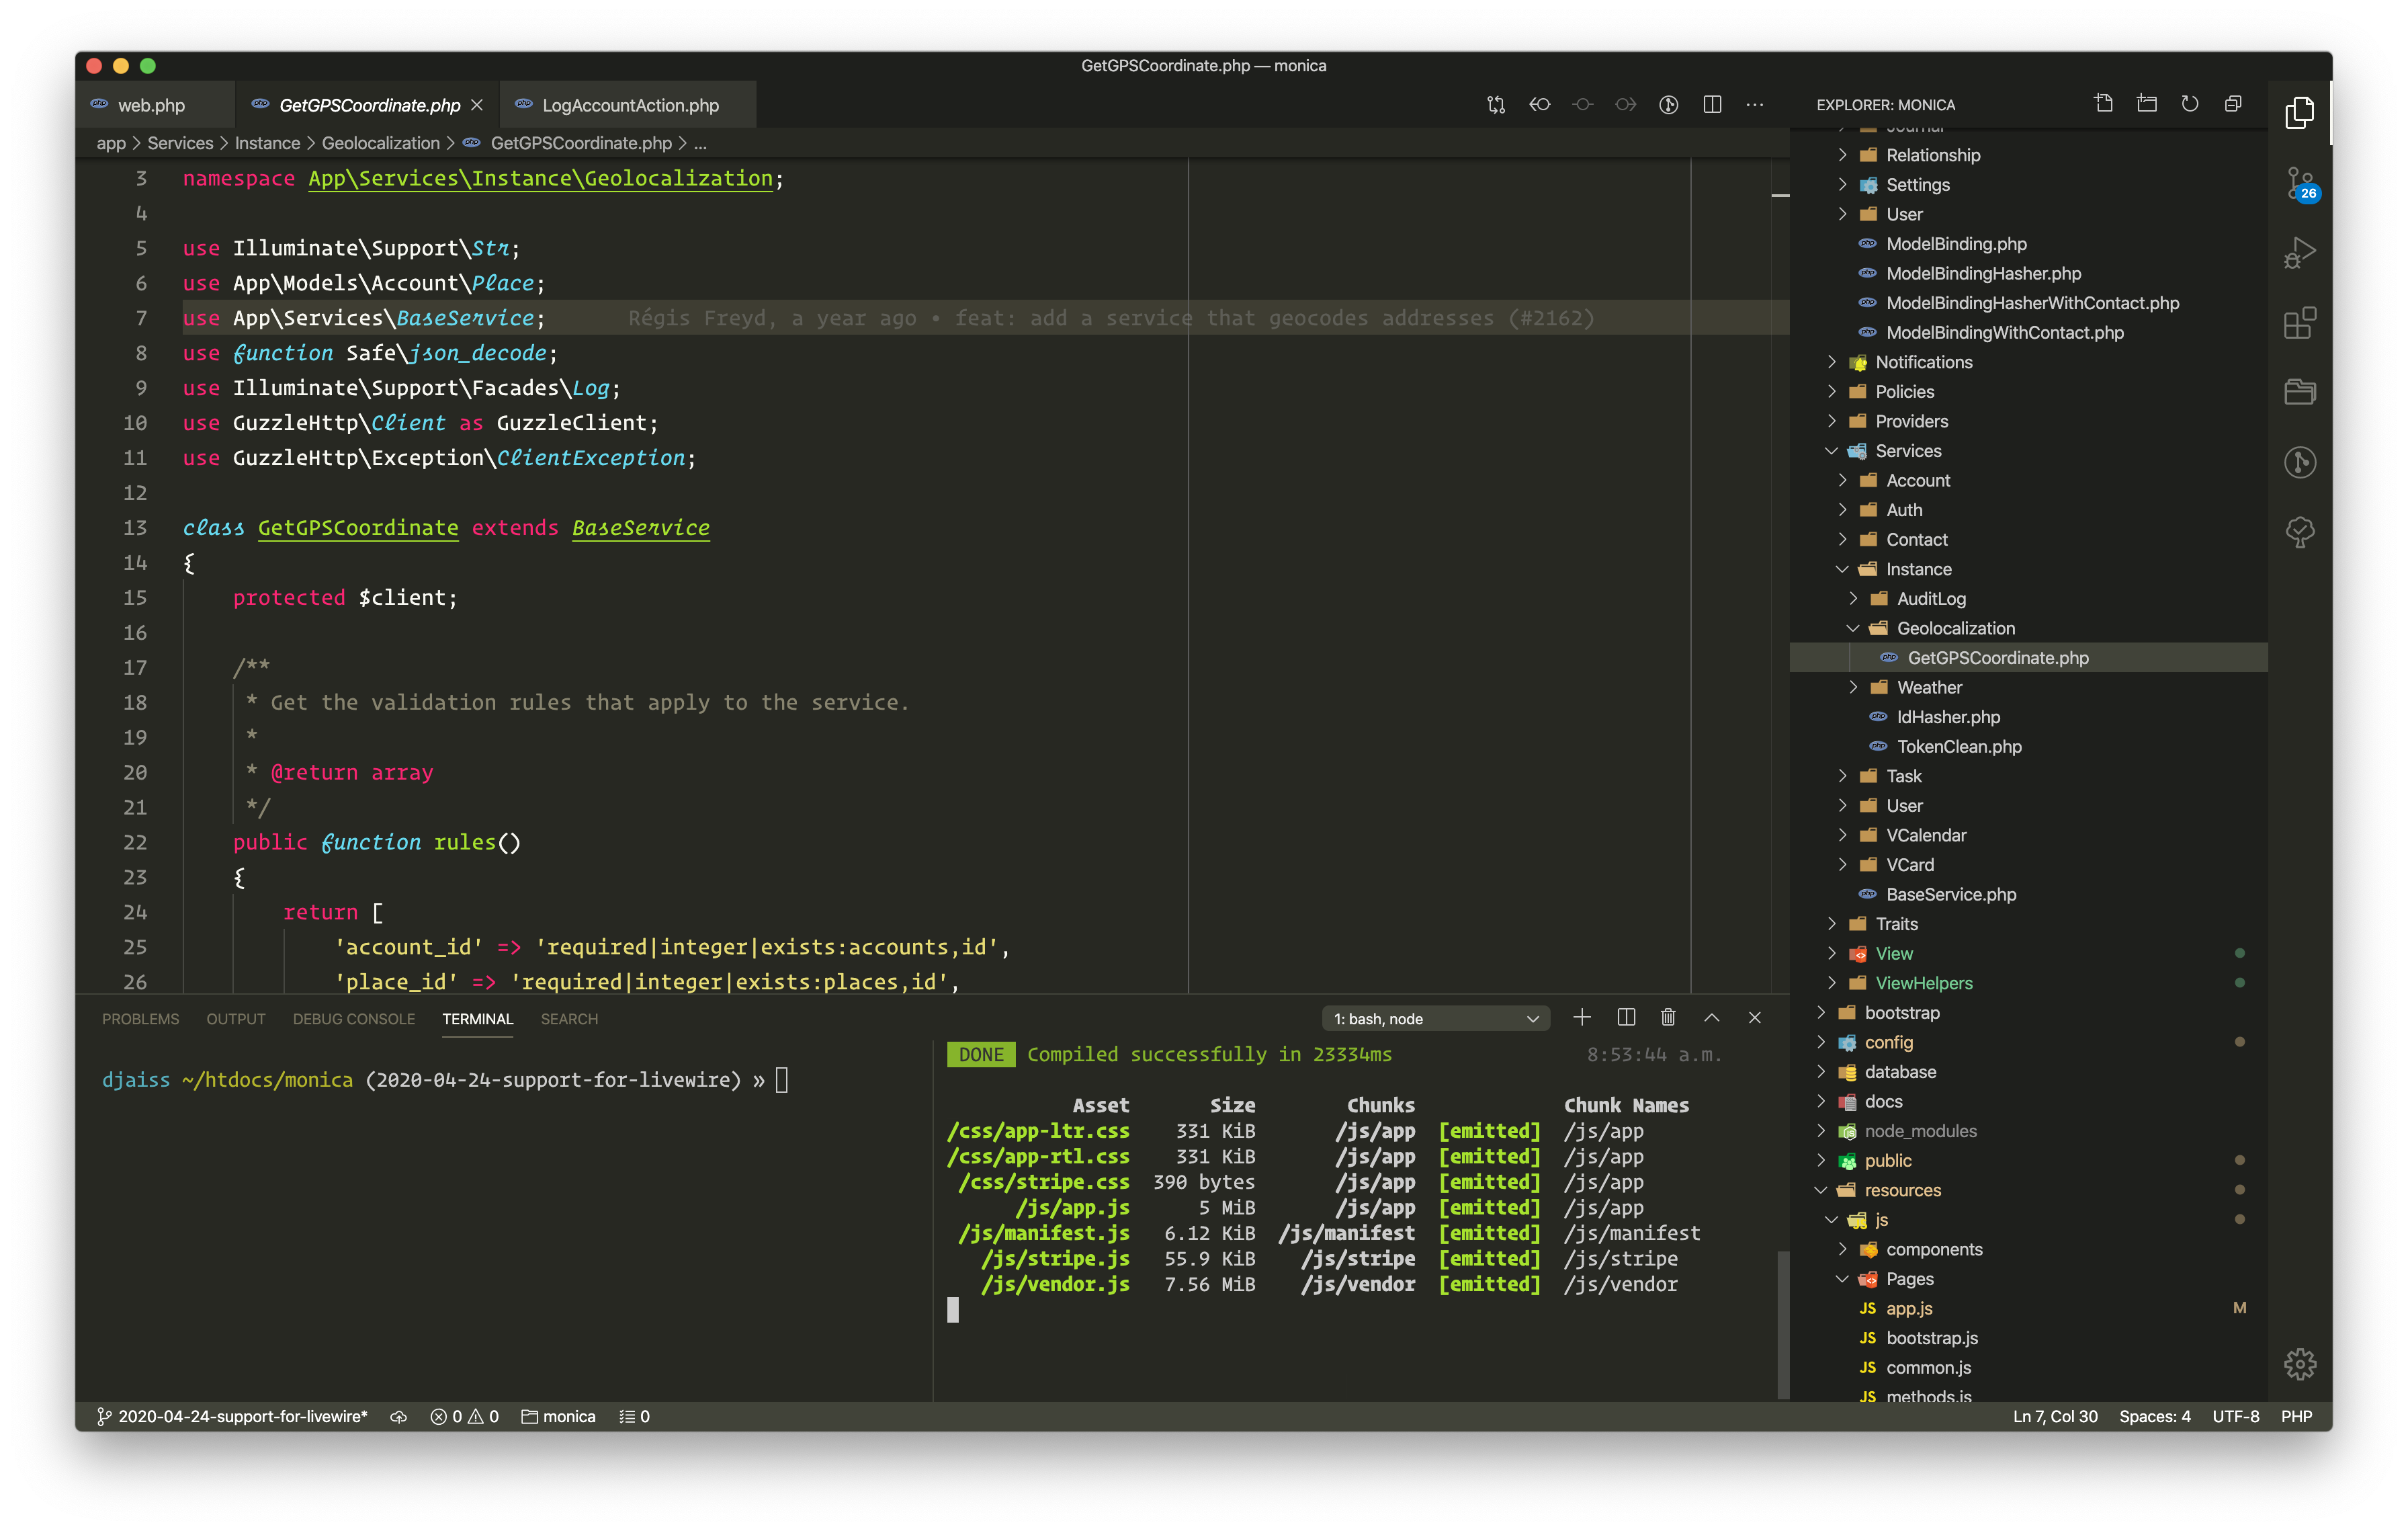 GetGPSCoordinate.php — monica
web.php
GetGPSCoordinate.php
LogAccountAction.php
app > Services > Instance > Geolocalization > GetGPSCoordinate.php > ...
3 namespace App\Services\Instance\Geolocalization;
4
5 use Illuminate\Support\Str;
6 use App\Models\Account\Place;
7 use App\Services\BaseService; Régis Freyd, a year ago • feat: add a service that geocodes addresses (#2162)
8 use function Safe\json_decode;
9 use Illuminate\Support\Facades\Log;
10 use GuzzleHttp\Client as GuzzleClient;
11 use GuzzleHttp\Exception\ClientException;
12
13 class GetGPSCoordinate extends BaseService
14 {
15 protected $client;
16
17 /**
18 * Get the validation rules that apply to the service.
19 *
20 * @return array
21 */
22 public function rules()
23 {
24 return [
25 'account_id' => 'required|integer|exists:accounts,id',
26 'place_id' => 'required|integer|exists:places,id',
PROBLEMS OUTPUT DEBUG CONSOLE TERMINAL SEARCH
1: bash, node
djaiss ~/htdocs/monica (2020-04-24-support-for-livewire) »
DONE Compiled successfully in 23334ms 8:53:44 a.m.
Asset Size Chunks Chunk Names
/css/app-ltr.css 331 KiB /js/app [emitted] /js/app
/css/app-rtl.css 331 KiB /js/app [emitted] /js/app
/css/stripe.css 390 bytes /js/app [emitted] /js/app
/js/app.js 5 MiB /js/app [emitted] /js/app
/js/manifest.js 6.12 KiB /js/manifest [emitted] /js/manifest
/js/stripe.js 55.9 KiB /js/stripe [emitted] /js/stripe
/js/vendor.js 7.56 MiB /js/vendor [emitted] /js/vendor
EXPLORER: MONICA
Journal
Relationship
Settings
User
ModelBinding.php
ModelBindingHasher.php
ModelBindingHasherWithContact.php
ModelBindingWithContact.php
Notifications
Policies
Providers
Services
Account
Auth
Contact
Instance
AuditLog
Geolocalization
GetGPSCoordinate.php
Weather
IdHasher.php
TokenClean.php
Task
User
VCalendar
VCard
BaseService.php
Traits
View
ViewHelpers
bootstrap
config
database
docs
node_modules
public
resources
js
components
Pages
JS app.js M
JS bootstrap.js
JS common.js
JS methods.js
26
2020-04-24-support-for-livewire* 0 0 monica 0
Ln 7, Col 30 Spaces: 4 UTF-8 PHP